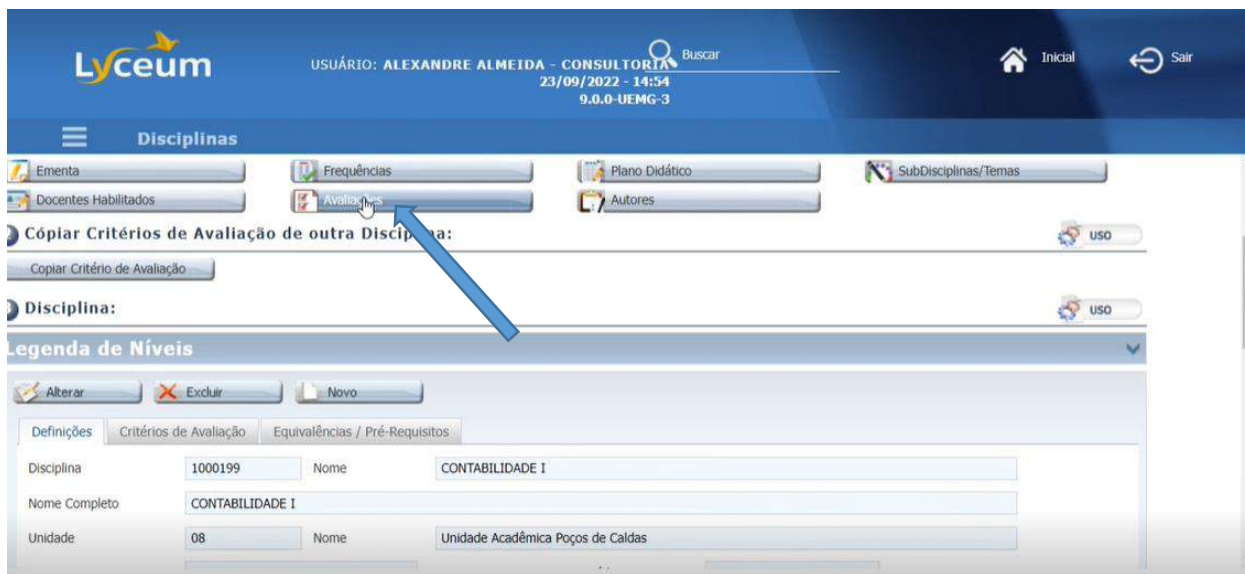 Lyceum
USUÁRIO: ALEXANDRE ALMEIDA - CONSULTORIA
Buscar
23/09/2022 - 14:54
9.0.0-UEMG-3
Inicial
Sair
Disciplinas
Ementa
Frequências
Plano Didático
SubDisciplinas/Temas
Docentes Habilitados
Avaliações
Autores
Cópiar Critérios de Avaliação de outra Disciplina:
USO
Copiar Critério de Avaliação
Disciplina:
USO
Legenda de Níveis
Alterar
Excluir
Novo
Definições
Critérios de Avaliação
Equivalências / Pré-Requisitos
Disciplina
1000199
Nome
CONTABILIDADE I
Nome Completo
CONTABILIDADE I
Unidade
08
Nome
Unidade Acadêmica Poços de Caldas